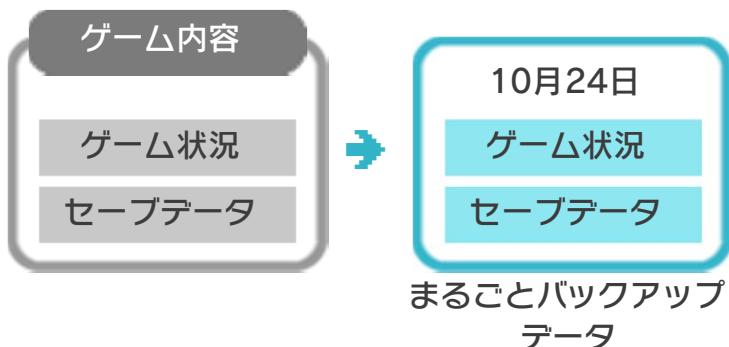 ゲーム内容
ゲーム状況
セーブデータ
10月24日
ゲーム状況
セーブデータ
まるごとバックアップ
データ